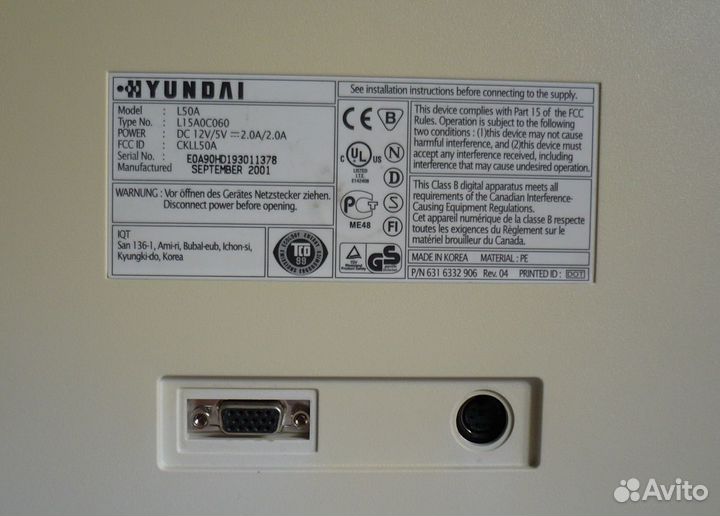 HYUNDAI
Model : L50A
Type No. : L15A0C060
POWER : DC 12V/5V ⎓ 2.0A/2.0A
FCC ID : CKLL50A
Serial No. : E0A90HD193011378
Manufactured : SEPTEMBER 2001
WARNUNG : Vor öffnen des Gerätes Netzstecker ziehen.
Disconnect power before opening.
IQT
San 136-1, Ami-ri, Bubal-eub, Ichon-si,
Kyungki-do, Korea
TCO
99
See installation instructions before connecting to the supply.
CE B
C UL US
LISTED
N
D
PCT
ME48
S
FI
TÜV
GS
This device complies with Part 15 of the FCC
Rules. Operation is subject to the following
two conditions : (1)this device may not cause
harmful interference, and (2)this device must
accept any interference received, including
interference that may cause undesired operation.
This Class B digital apparatus meets all
requirements of the Canadian Interference-
Causing Equipment Regulations.
Cet appareil numérique de la classe B respecte
toutes les exigences du Règlement sur le
matériel brouilleur du Canada.
MADE IN KOREA MATERIAL : PE
P/N 631 6332 906 Rev. 04 PRINTED ID : DOT
Avito